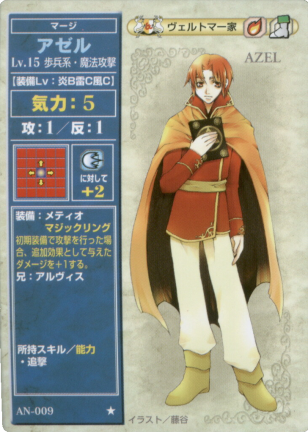 マージ
アゼル
Lv.15 歩兵系・魔法攻撃
【装備Lv：炎B雷C風C】
気力：5
攻：1／反：1
に対して
+2
装備：メティオ
マジックリング
初期装備で攻撃を行った場
合、追加効果として与えた
ダメージを+1する。
兄：アルヴィス
所持スキル／能力
・追撃
AN-009 ★
ヴェルトマー家
AZEL
イラスト／藤谷